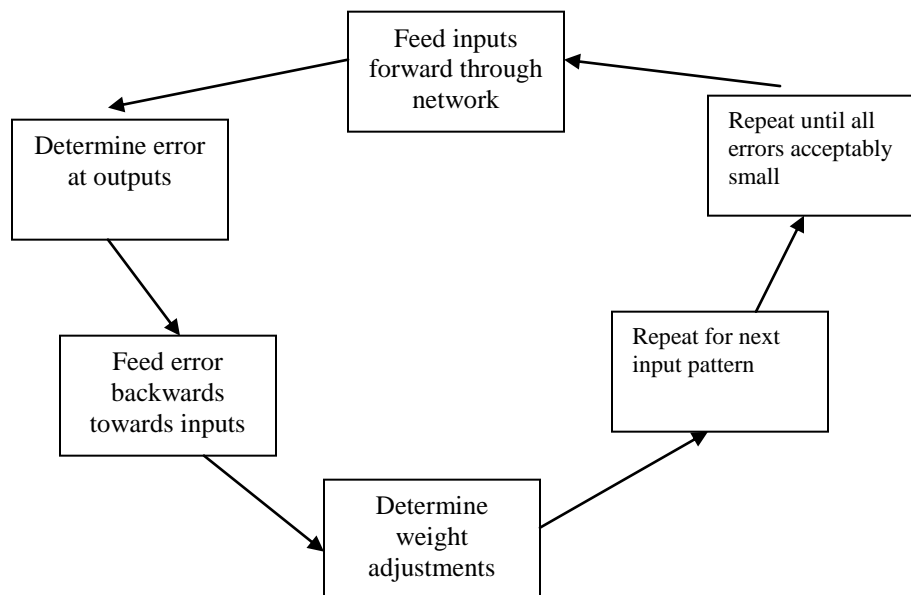 Feed inputs
forward through
network
Determine error
at outputs
Feed error
backwards
towards inputs
Determine
weight
adjustments
Repeat for next
input pattern
Repeat until all
errors acceptably
small